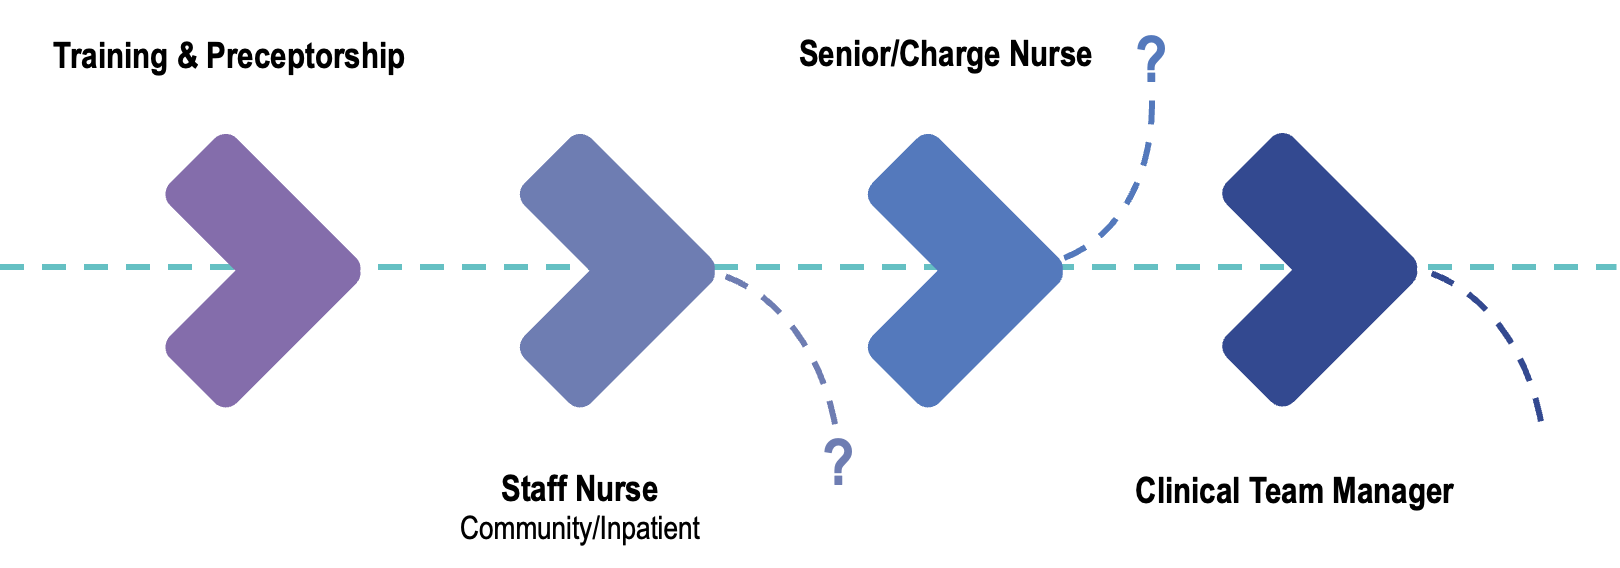 Training & Preceptorship
Senior/Charge Nurse
?
?
Staff Nurse
Community/Inpatient
Clinical Team Manager